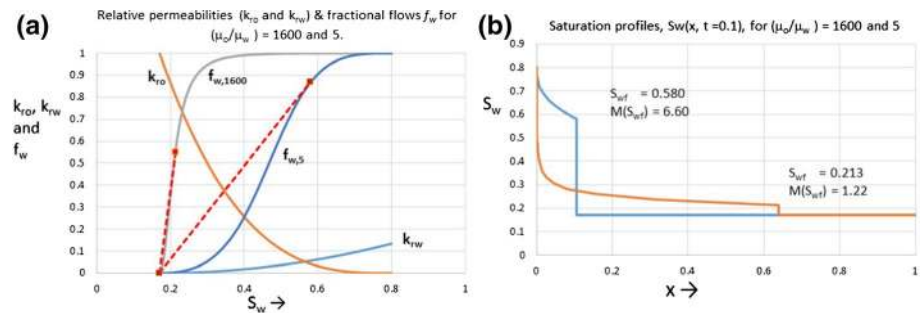 (a)
Relative permeabilities (kro and krw) & fractional flows fw for
(μo/μw ) = 1600 and 5.
1
0.9
0.8
0.7
0.6
0.5
0.4
0.3
0.2
0.1
0
kro, krw
and
fw
kro
fw,1600
fw,5
krw
0
0.2
0.4
0.6
0.8
1
Sw →
(b)
Saturation profiles, Sw(x, t =0.1), for (μo/μw ) = 1600 and 5
0.9
0.8
0.7
0.6
0.5
0.4
0.3
0.2
0.1
0
Sw
Swf = 0.580
M(Swf) = 6.60
Swf = 0.213
M(Swf) = 1.22
0
0.2
0.4
0.6
0.8
1
x →